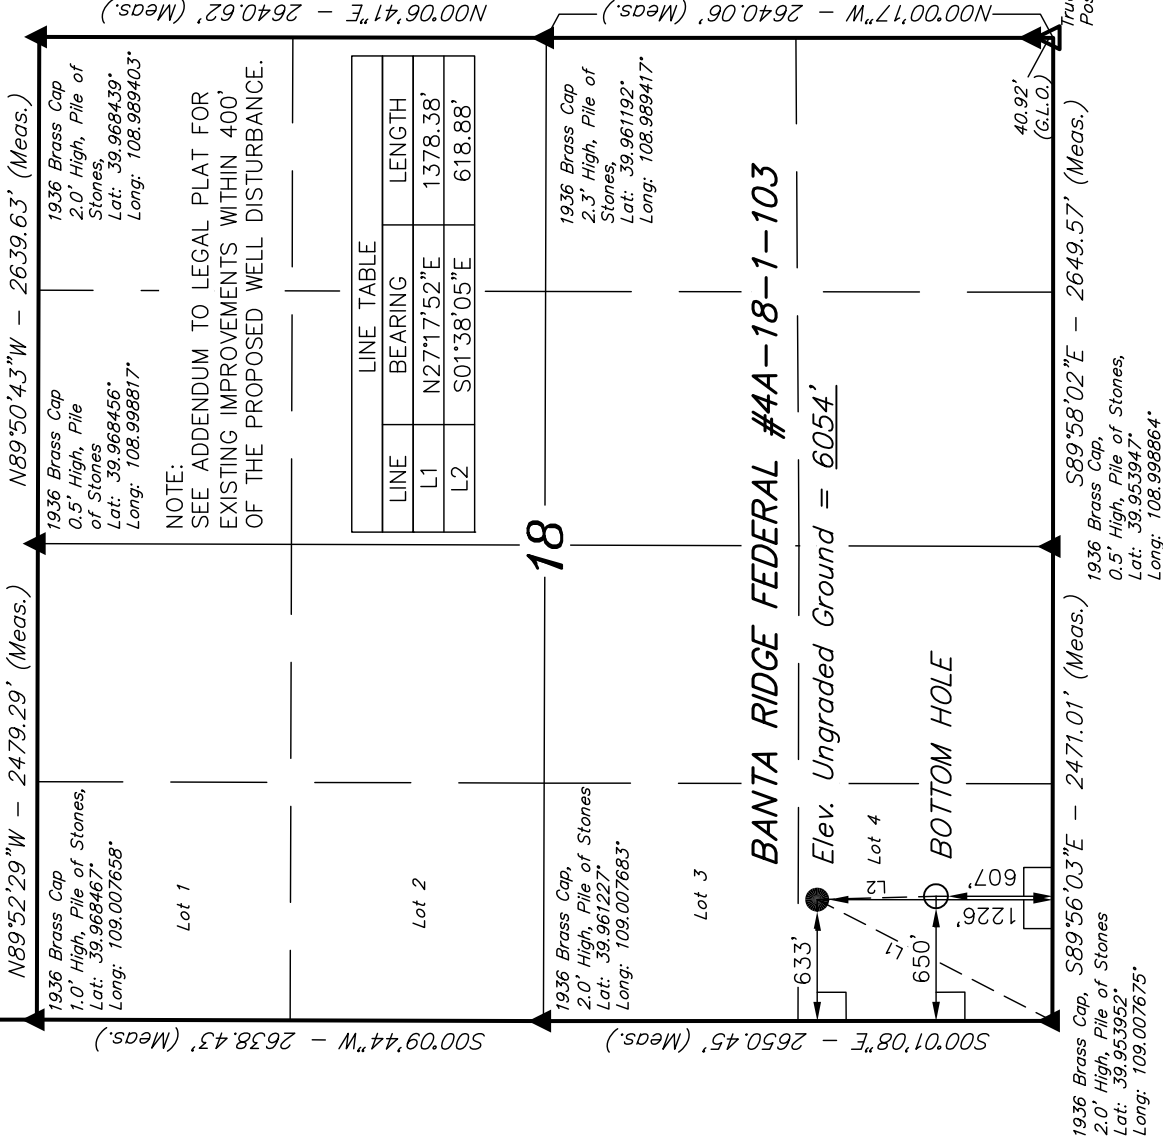 N89°52'29"W - 2479.29' (Meas.)
N89°50'43"W - 2639.63' (Meas.)
1936 Brass Cap
1.0' High, Pile of Stones,
Lat: 39.968467°
Long: 109.007658°
1936 Brass Cap
0.5' High, Pile
of Stones
Lat: 39.968456°
Long: 108.998817°
1936 Brass Cap
2.0' High, Pile of
Stones,
Lat: 39.968439°
Long: 108.989403°
NOTE:
SEE ADDENDUM TO LEGAL PLAT FOR
EXISTING IMPROVEMENTS WITHIN 400'
OF THE PROPOSED WELL DISTURBANCE.
Lot 1
LINE TABLE
LINE BEARING LENGTH
L1 N27°17'52"E 1378.38'
L2 S01°38'05"E 618.88'
Lot 2
S00°09'44"W - 2638.43' (Meas.)
N00°06'41"E - 2640.62' (Meas.)
18
1936 Brass Cap,
2.0' High, Pile of Stones
Lat: 39.961227°
Long: 109.007683°
1936 Brass Cap
2.3' High, Pile of
Stones,
Lat: 39.961192°
Long: 108.989417°
Lot 3
BANTA RIDGE FEDERAL #4A-18-1-103
Elev. Ungraded Ground = 6054'
Lot 4
BOTTOM HOLE
633'
650'
L1
L2
1226'
607'
S00°01'08"E - 2650.45' (Meas.)
N00°00'17"W - 2640.06' (Meas.)
40.92'
(G.L.O.)
S89°56'03"E - 2471.01' (Meas.)
S89°58'02"E - 2649.57' (Meas.)
1936 Brass Cap,
2.0' High, Pile of Stones
Lat: 39.953952°
Long: 109.007675°
1936 Brass Cap,
0.5' High, Pile of Stones,
Lat: 39.953947°
Long: 108.998864°